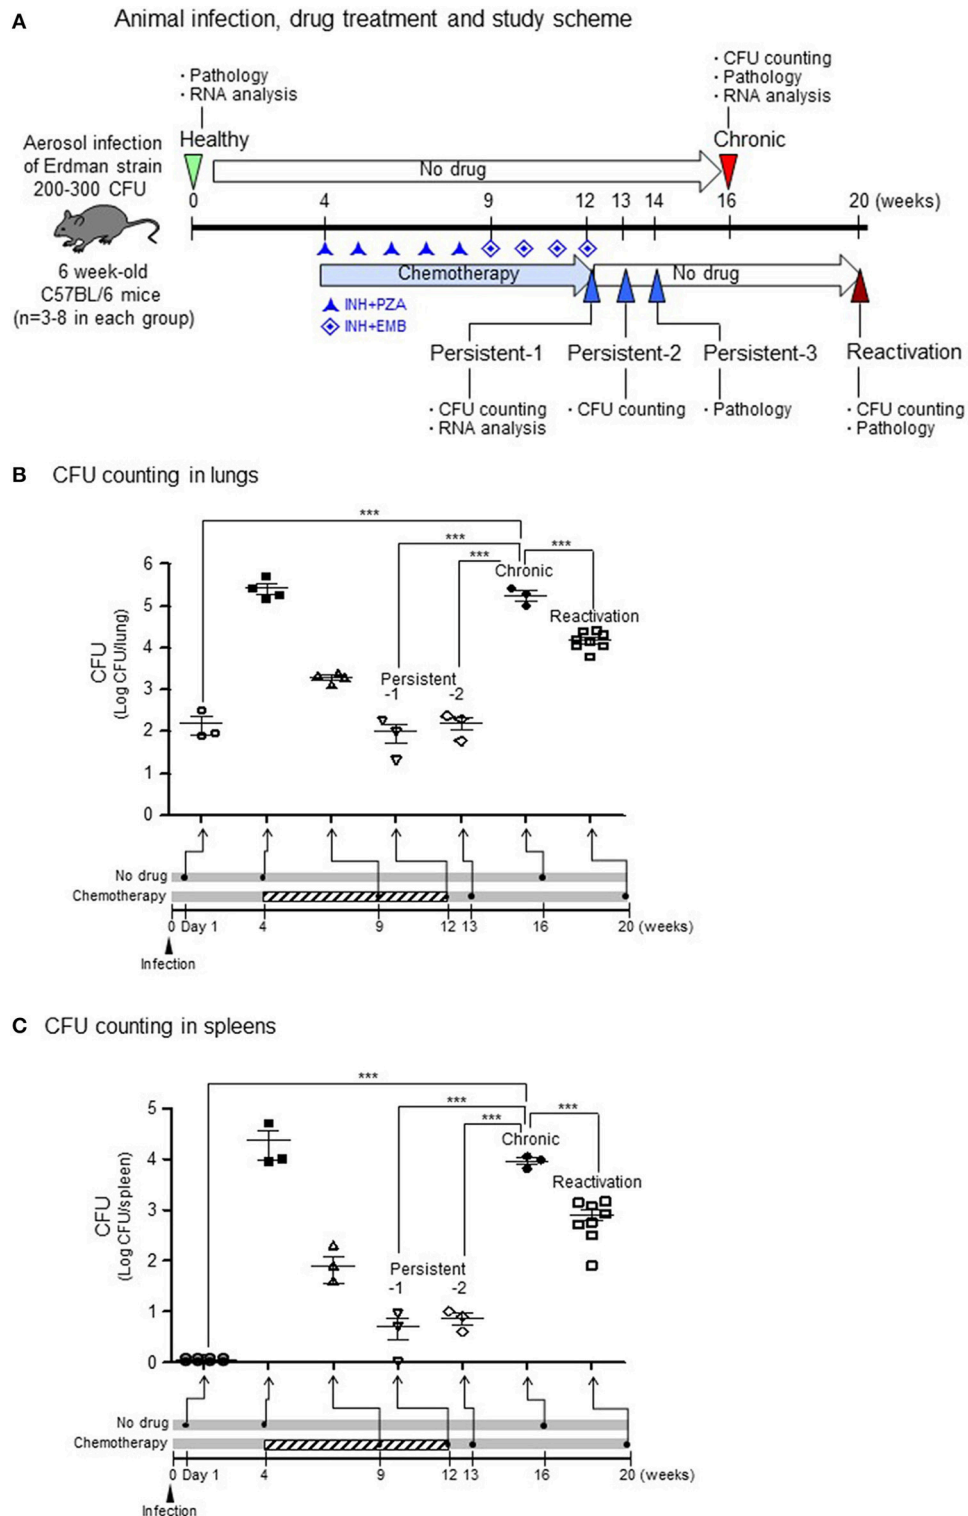 A Animal infection, drug treatment and study scheme
· Pathology
· RNA analysis
· CFU counting
· Pathology
· RNA analysis
Aerosol infection
of Erdman strain
200-300 CFU
Healthy
Chronic
No drug
0 4 9 12 13 14 16 20 (weeks)
6 week-old
C57BL/6 mice
(n=3-8 in each group)
Chemotherapy
No drug
INH+PZA
INH+EMB
Persistent-1 Persistent-2 Persistent-3 Reactivation
· CFU counting
· RNA analysis
· CFU counting
· Pathology
· CFU counting
· Pathology
B CFU counting in lungs
***
***
***
***
Chronic
Reactivation
Persistent
-1 -2
CFU
(Log CFU/lung)
6
5
4
3
2
1
0
No drug
Chemotherapy
0 Day 1 4 9 12 13 16 20 (weeks)
Infection
C CFU counting in spleens
***
***
***
***
Chronic
Reactivation
Persistent
-1 -2
CFU
(Log CFU/spleen)
5
4
3
2
1
0
No drug
Chemotherapy
0 Day 1 4 9 12 13 16 20 (weeks)
Infection